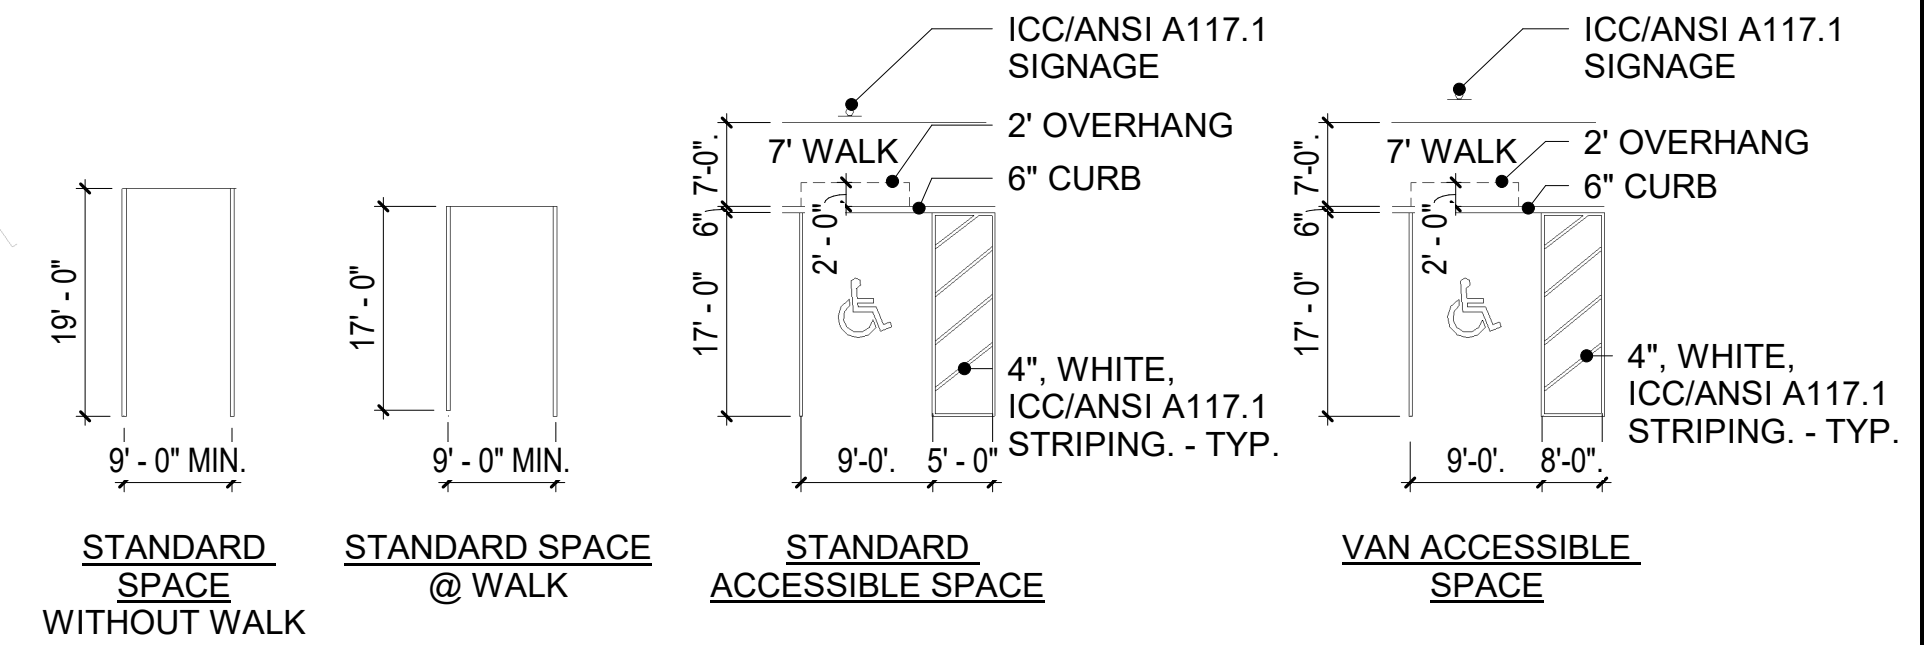 19' - 0"
9' - 0" MIN.
STANDARD
SPACE
WITHOUT WALK
17' - 0"
9' - 0" MIN.
STANDARD SPACE
@ WALK
ICC/ANSI A117.1
SIGNAGE
2' OVERHANG
7' WALK
6" CURB
7'-0".
6"
2' - 0"
17' - 0"
4", WHITE,
ICC/ANSI A117.1
STRIPING. - TYP.
9'-0'.
5' - 0"
STANDARD
ACCESSIBLE SPACE
ICC/ANSI A117.1
SIGNAGE
2' OVERHANG
7' WALK
6" CURB
7'-0".
6"
2' - 0"
17' - 0"
4", WHITE,
ICC/ANSI A117.1
STRIPING. - TYP.
9'-0'.
8'-0".
VAN ACCESSIBLE
SPACE